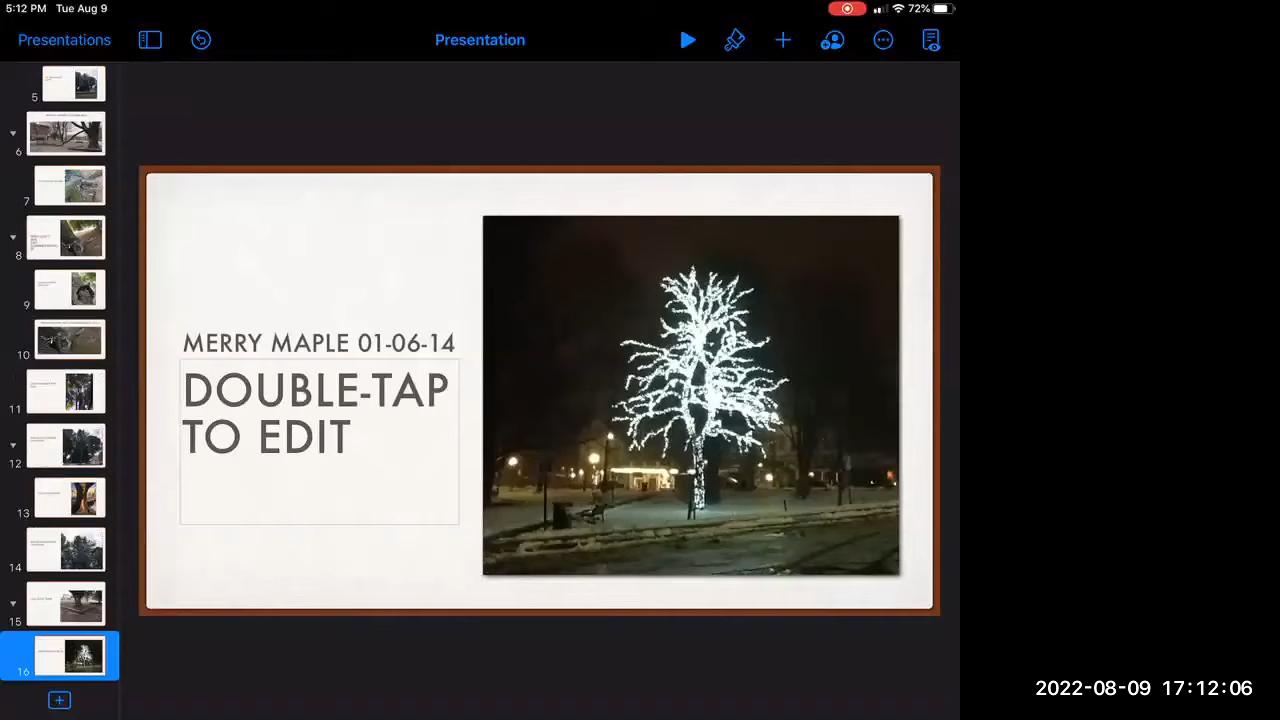 5:12 PM Tue Aug 9
72%
Presentations
Presentation
5
6
7
8
9
10
11
12
13
14
15
16
MERRY MAPLE 01-06-14
DOUBLE-TAP
TO EDIT
2022-08-09 17:12:06